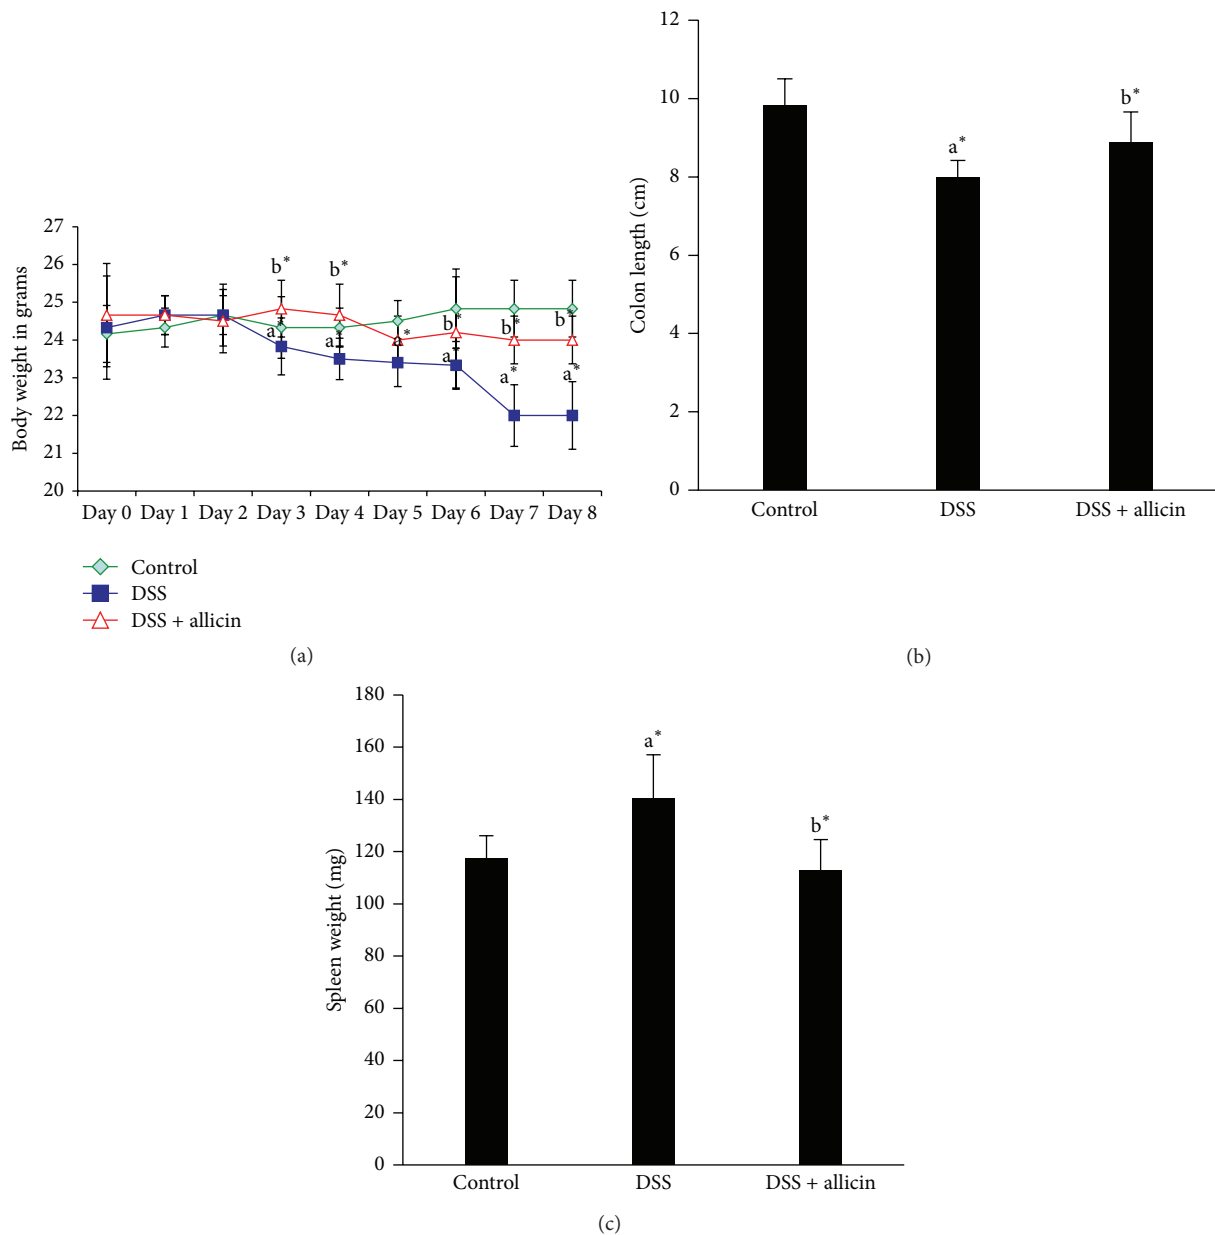 Body weight in grams
27
26
25
24
23
22
21
20
b*
b*
a*
a*
a*
a*
b*
b*
b*
a*
a*
Day 0 Day 1 Day 2 Day 3 Day 4 Day 5 Day 6 Day 7 Day 8
Control
DSS
DSS + allicin
(a)
Colon length (cm)
12
10
8
6
4
2
0
a*
b*
Control DSS DSS + allicin
(b)
Spleen weight (mg)
180
160
140
120
100
80
60
40
20
0
a*
b*
Control DSS DSS + allicin
(c)